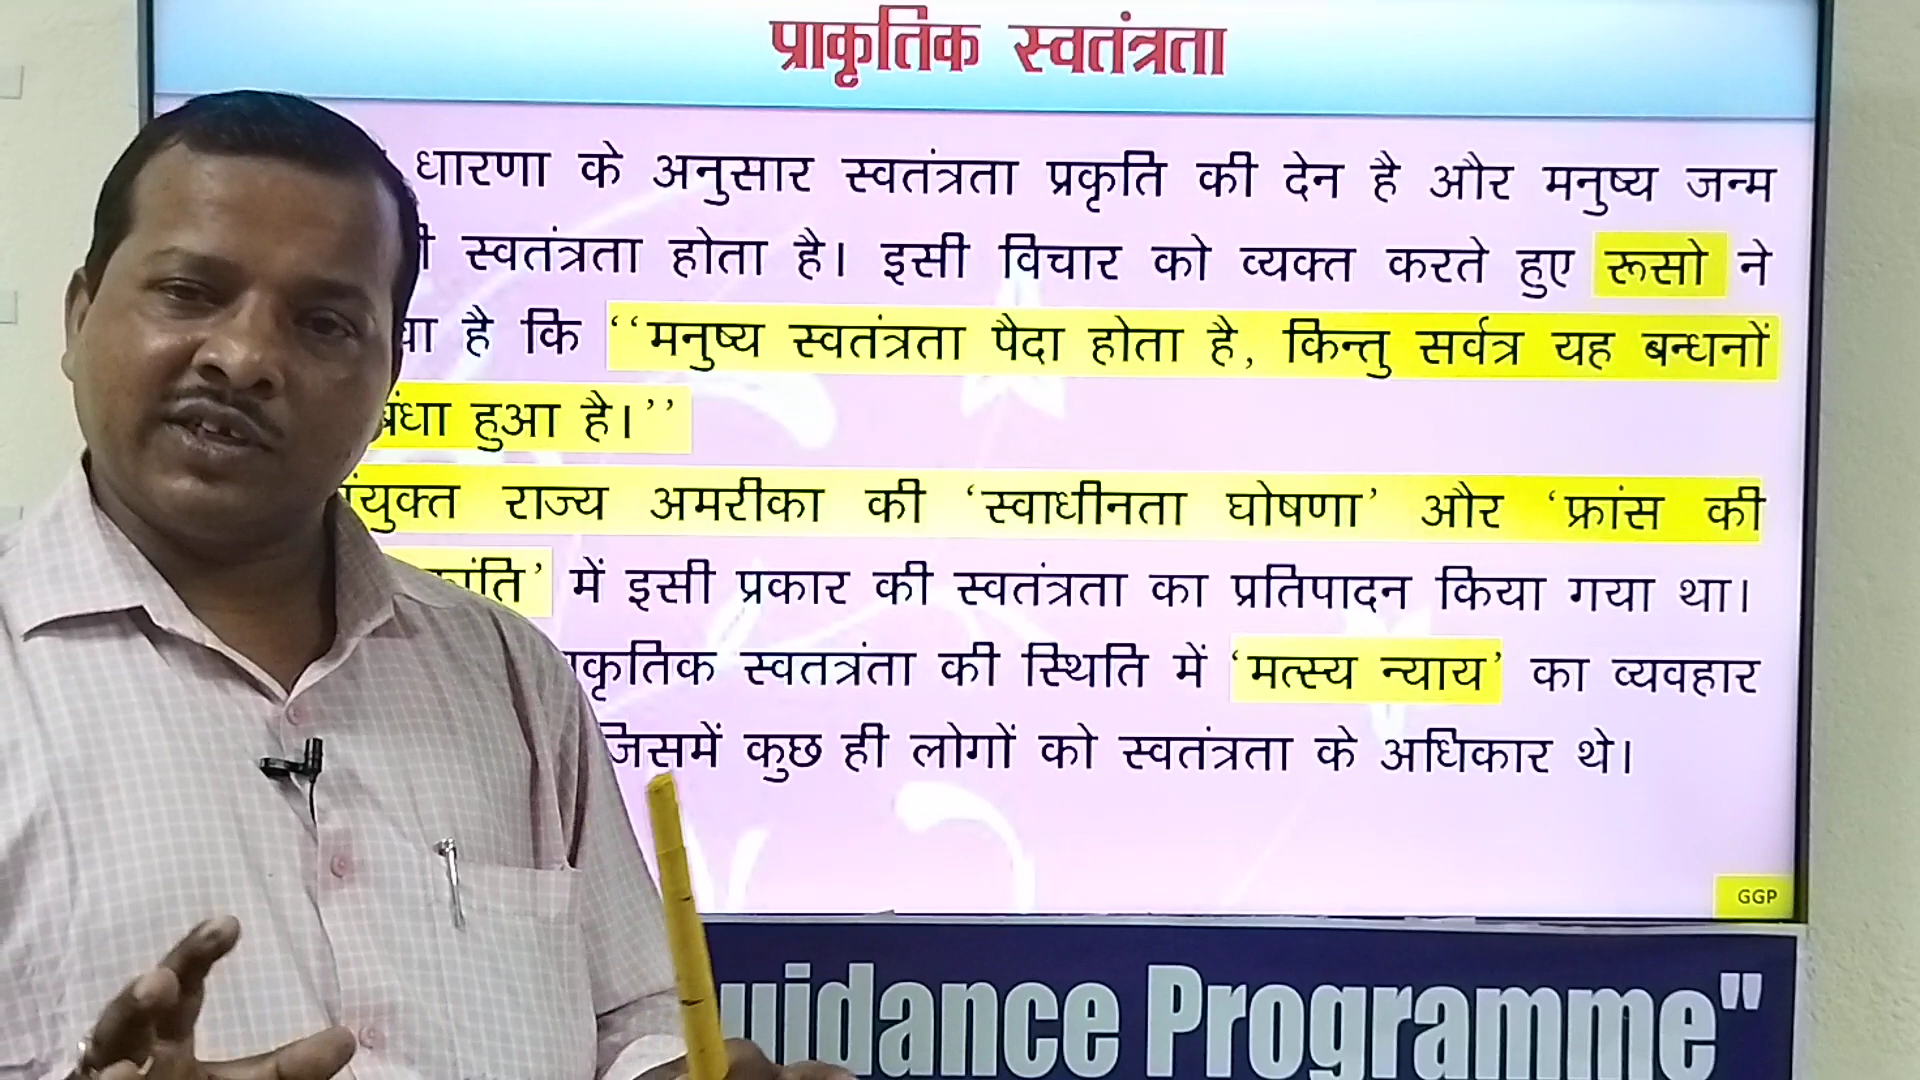 प्राकृतिक स्वतंत्रता
धारणा के अनुसार स्वतंत्रता प्रकृति की देन है और मनुष्य जन्म
स्वतंत्रता होता है। इसी विचार को व्यक्त करते हुए रूसो ने
है कि ‘‘मनुष्य स्वतंत्रता पैदा होता है, किन्तु सर्वत्र यह बन्धनों
बंधा हुआ है।’’
संयुक्त राज्य अमरीका की ‘स्वाधीनता घोषणा’ और ‘फ्रांस की
में इसी प्रकार की स्वतंत्रता का प्रतिपादन किया गया था।
स्वतत्रंता की स्थिति में ‘मत्स्य न्याय’ का व्यवहार
जिसमें कुछ ही लोगों को स्वतंत्रता के अधिकार थे।
GGP
Programme"